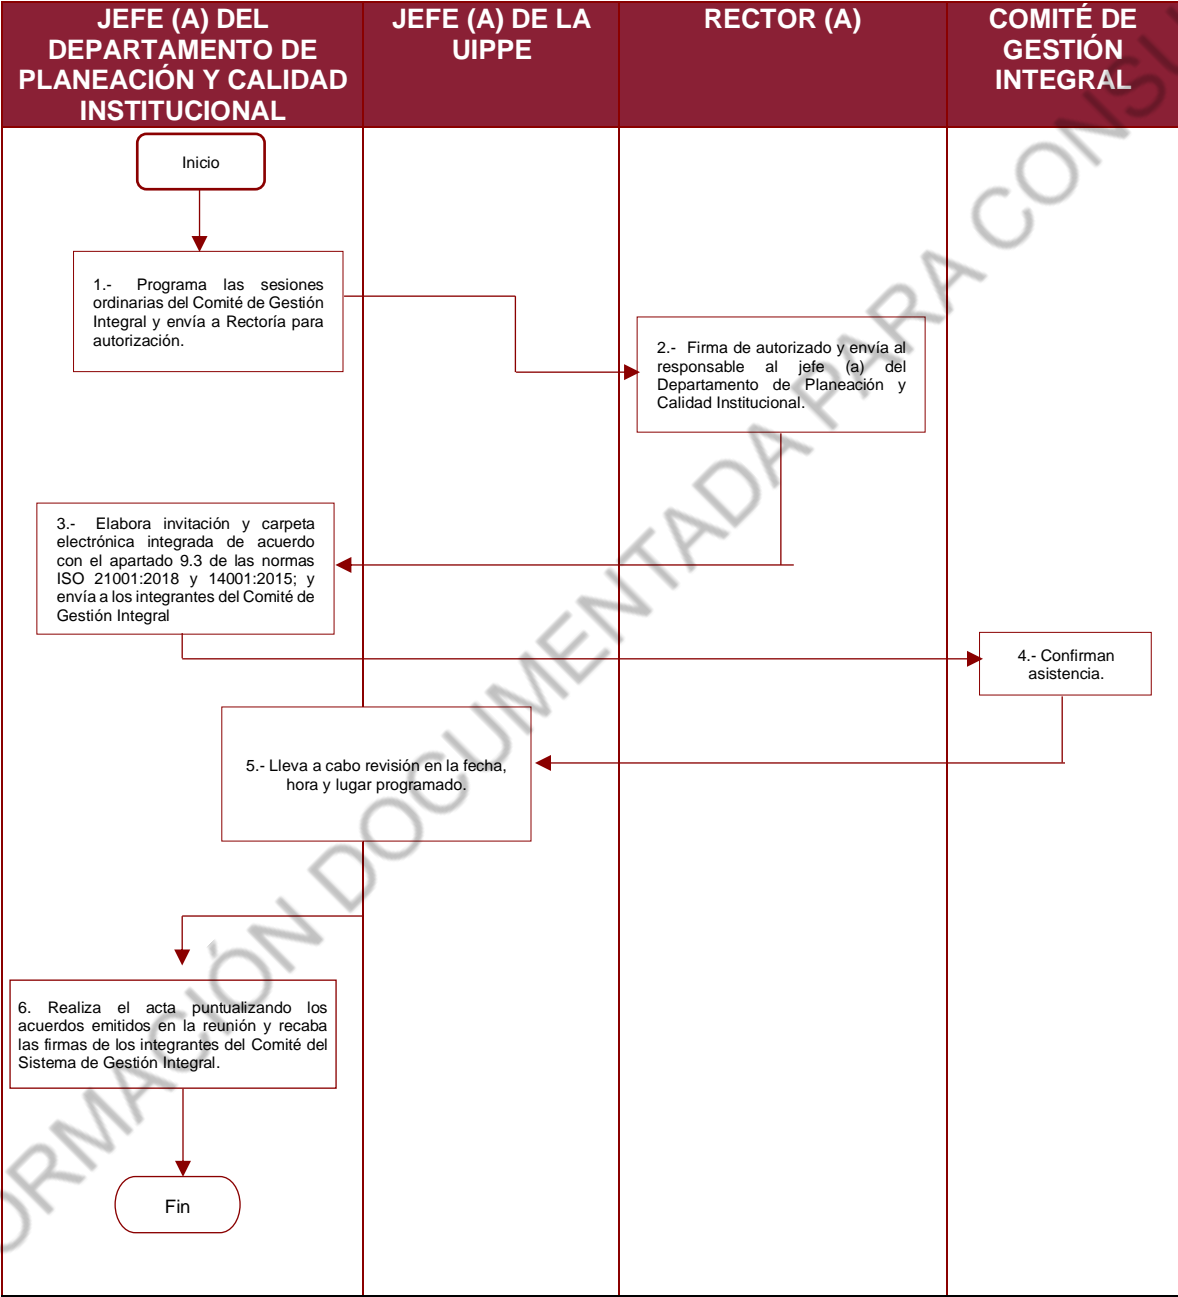 JEFE (A) DEL
DEPARTAMENTO DE
PLANEACIÓN Y CALIDAD
INSTITUCIONAL
JEFE (A) DE LA
UIPPE
RECTOR (A)
COMITÉ DE
GESTIÓN
INTEGRAL
Inicio
1.- Programa las sesiones
ordinarias del Comité de Gestión
Integral y envía a Rectoría para
autorización.
2.- Firma de autorizado y envía al
responsable al jefe (a) del
Departamento de Planeación y
Calidad Institucional.
3.- Elabora invitación y carpeta
electrónica integrada de acuerdo
con el apartado 9.3 de las normas
ISO 21001:2018 y 14001:2015; y
envía a los integrantes del Comité de
Gestión Integral
4.- Confirman
asistencia.
5.- Lleva a cabo revisión en la fecha,
hora y lugar programado.
6. Realiza el acta puntualizando los
acuerdos emitidos en la reunión y recaba
las firmas de los integrantes del Comité del
Sistema de Gestión Integral.
Fin
ORMACIÓN DOCUMENTADA PARA CONSU